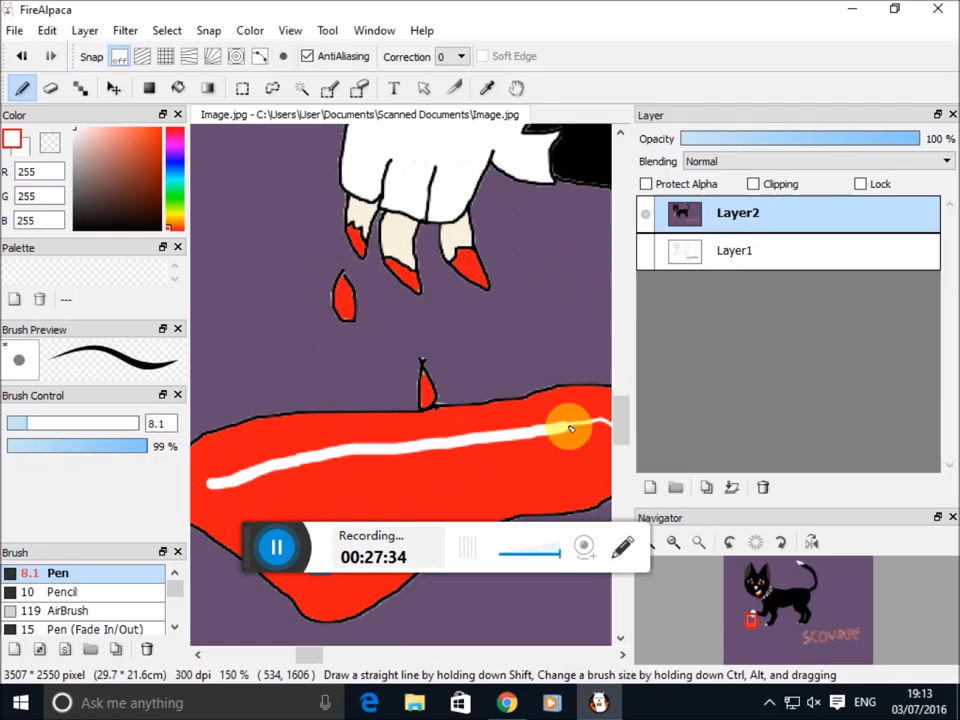 FireAlpaca
File Edit Layer Filter Select Snap Color View Tool Window Help
Snap off AntiAliasing Correction 0 Soft Edge
T
Color
Image.jpg - C:\Users\User\Documents\Scanned Documents\Image.jpg
Layer
Opacity 100 %
Blending Normal
R 255
Protect Alpha Clipping Lock
G 255
B 255
Layer2
Palette
Layer1
---
Brush Preview
Brush Control
8.1
99 %
Navigator
Recording...
00:27:34
Brush
8.1 Pen
10 Pencil
119 AirBrush
15 Pen (Fade In/Out)
SCOURGE
3507 * 2550 pixel (29.7 * 21.6cm) 300 dpi 150 % ( 534, 1606) Draw a straight line by holding down Shift, Change a brush size by holding down Ctrl, Alt, and dragging
Ask me anything
ENG
19:13
03/07/2016